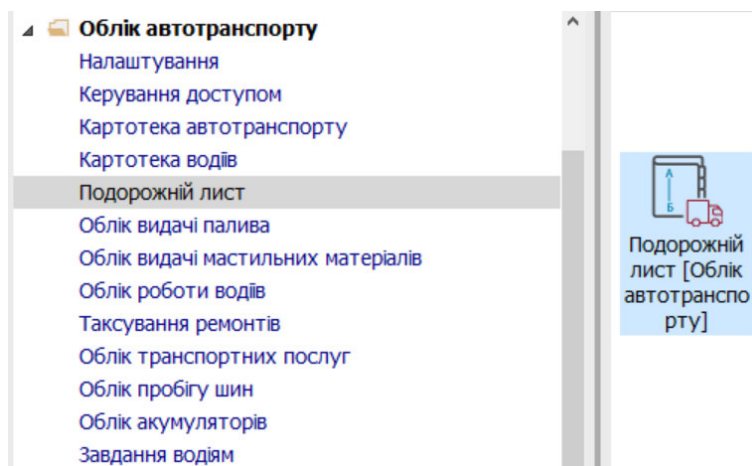 Облік автотранспорту
Налаштування
Керування доступом
Картотека автотранспорту
Картотека водіїв
Подорожній лист
Облік видачі палива
Облік видачі мастильних матеріалів
Облік роботи водіїв
Таксування ремонтів
Облік транспортних послуг
Облік пробігу шин
Облік акумуляторів
Завдання водіям
А
Б
Подорожній
лист [Облік
автотранспо
рту]